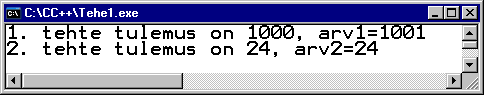 C:\CC++\Tehe1.exe
1. tehte tulemus on 1000, arv1=1001
2. tehte tulemus on 24, arv2=24